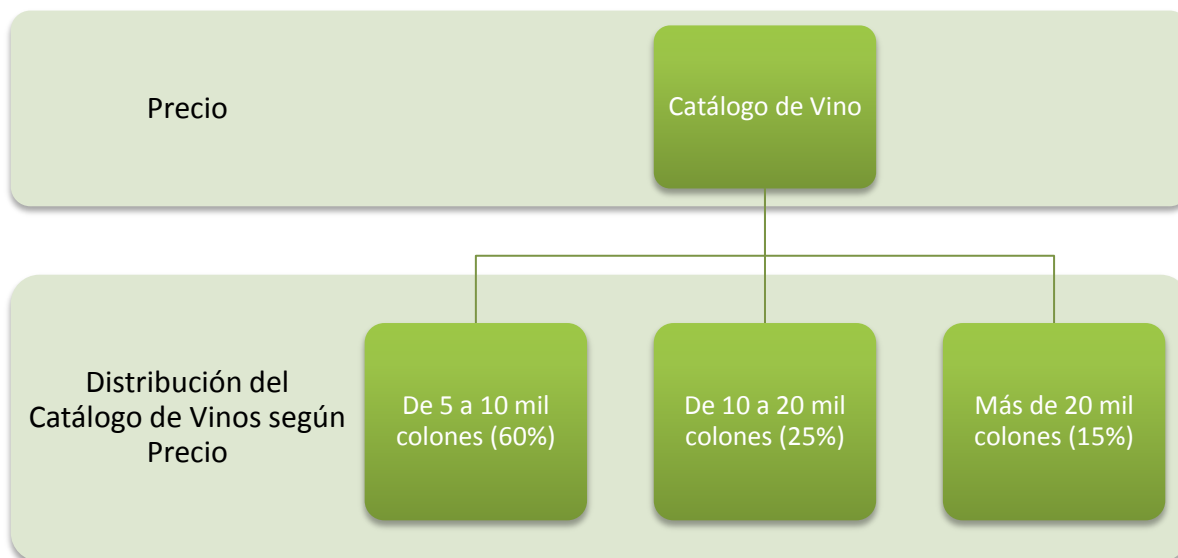 Precio
Catálogo de Vino
Distribución del
Catálogo de Vinos según
Precio
De 5 a 10 mil
colones (60%)
De 10 a 20 mil
colones (25%)
Más de 20 mil
colones (15%)